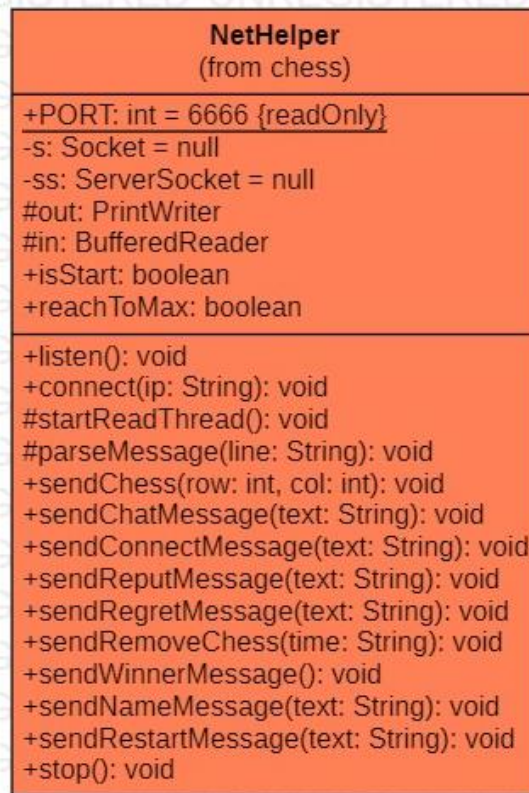 NetHelper
(from chess)
+PORT: int = 6666 {readOnly}
-s: Socket = null
-ss: ServerSocket = null
#out: PrintWriter
#in: BufferedReader
+isStart: boolean
+reachToMax: boolean
+listen(): void
+connect(ip: String): void
#startReadThread(): void
#parseMessage(line: String): void
+sendChess(row: int, col: int): void
+sendChatMessage(text: String): void
+sendConnectMessage(text: String): void
+sendReputMessage(text: String): void
+sendRegretMessage(text: String): void
+sendRemoveChess(time: String): void
+sendWinnerMessage(): void
+sendNameMessage(text: String): void
+sendRestartMessage(text: String): void
+stop(): void